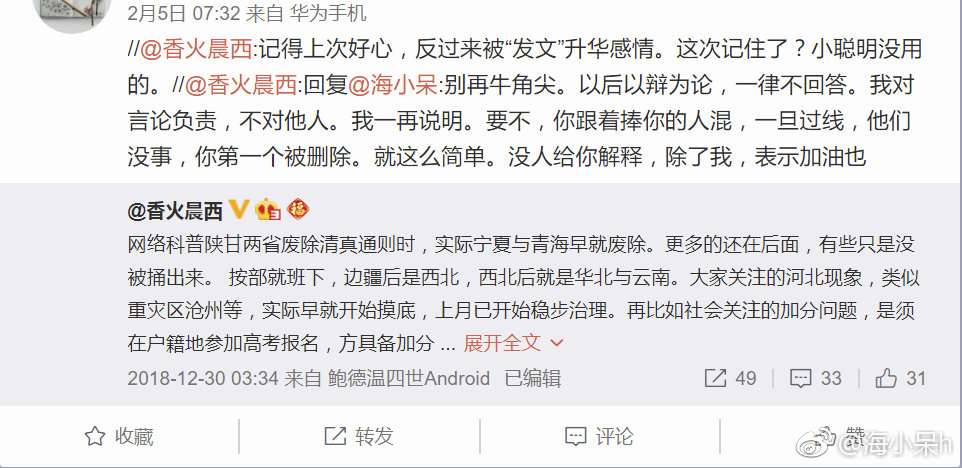 2月5日 07:32 来自 华为手机
//@香火晨西:记得上次好心，反过来被“发文”升华感情。这次记住了？小聪明没用
的。//@香火晨西:回复@海小呆:别再牛角尖。以后以辩为论，一律不回答。我对
言论负责，不对他人。我一再说明。要不，你跟着捧你的人混，一旦过线，他们
没事，你第一个被删除。就这么简单。没人给你解释，除了我，表示加油也
@香火晨西 福
网络科普陕甘两省废除清真通则时，实际宁夏与青海早就废除。更多的还在后面，有些只是没
被捅出来。 按部就班下，边疆后是西北，西北后就是华北与云南。大家关注的河北现象，类似
重灾区沧州等，实际早就开始摸底，上月已开始稳步治理。再比如社会关注的加分问题，是须
在户籍地参加高考报名，方具备加分 ... 展开全文
2018-12-30 03:34 来自 鲍德温四世Android 已编辑 49 33 31
收藏 转发 评论 赞
@海小呆h